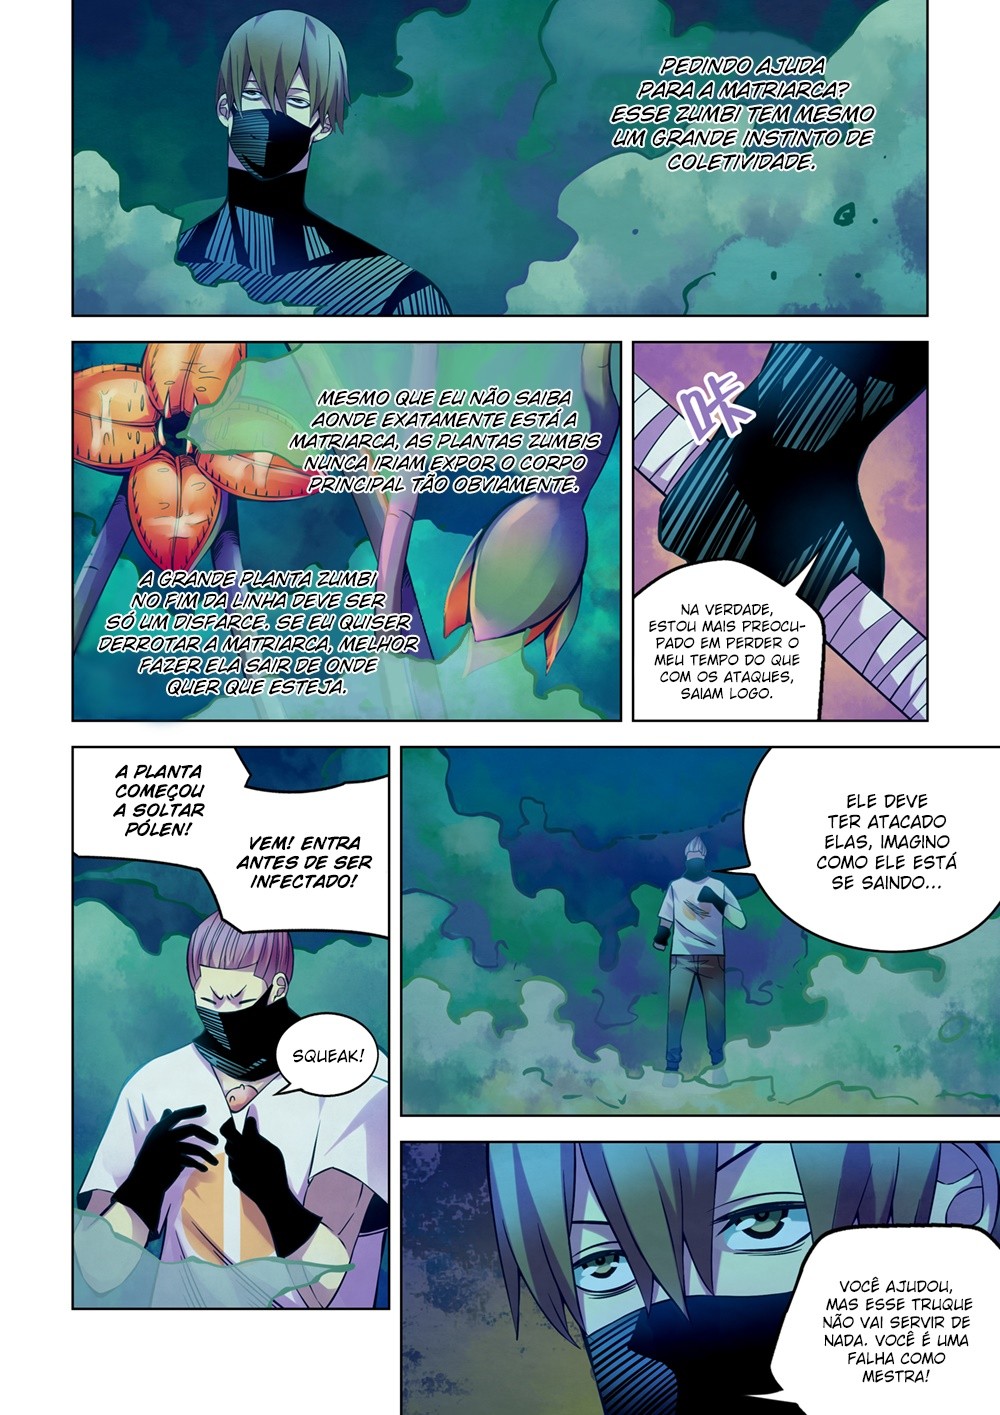 PEDINDO AJUDA
PARA A MATRIARCA?
ESSE ZUMBI TEM MESMO
UM GRANDE INSTINTO DE
COLETIVIDADE.
MESMO QUE EU NÃO SAIBA
AONDE EXATAMENTE ESTÁ A
MATRIARCA, AS PLANTAS ZUMBIS
NUNCA IRIAM EXPOR O CORPO
PRINCIPAL TÃO OBVIAMENTE.
A GRANDE PLANTA ZUMBI
NO FIM DA LINHA DEVE SER
SÓ UM DISFARCE. SE EU QUISER
DERROTAR A MATRIARCA, MELHOR
FAZER ELA SAIR DE ONDE
QUER QUE ESTEJA.
咔
NA VERDADE,
ESTOU MAIS PREOCU-
PADO EM PERDER O
MEU TEMPO DO QUE
COM OS ATAQUES,
SAIAM LOGO.
A PLANTA
COMEÇOU
A SOLTAR
PÓLEN!
VEM! ENTRA
ANTES DE SER
INFECTADO!
SQUEAK!
ELE DEVE
TER ATACADO
ELAS, IMAGINO
COMO ELE ESTÁ
SE SAINDO...
VOCÊ AJUDOU,
MAS ESSE TRUQUE
NÃO VAI SERVIR DE
NADA. VOCÊ É UMA
FALHA COMO
MESTRA!